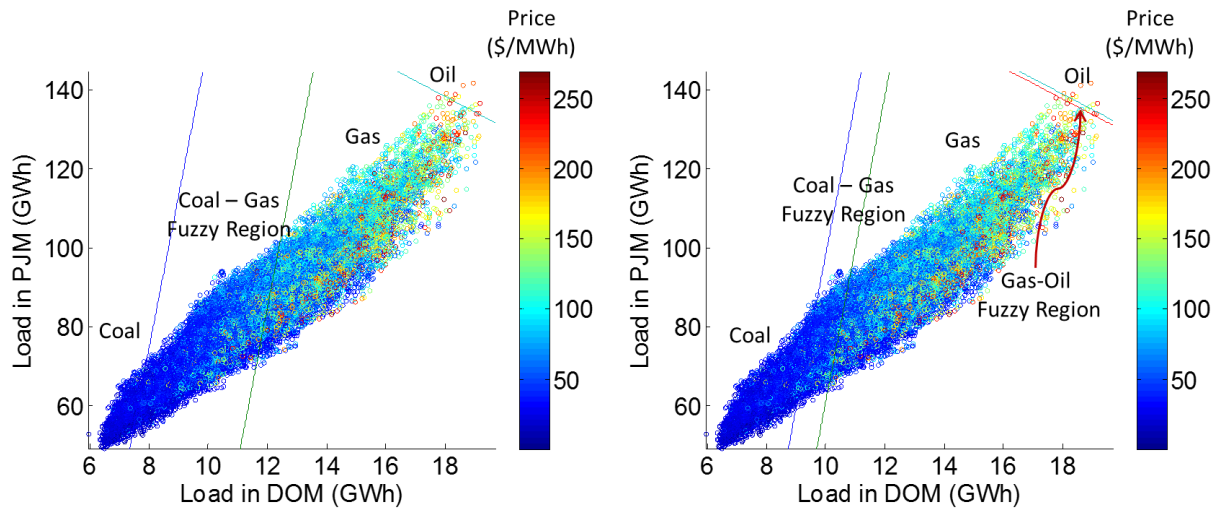 Price
($/MWh)
Oil
Gas
Coal – Gas
Fuzzy Region
Coal
140
120
100
80
60
6 8 10 12 14 16 18
Load in PJM (GWh)
Load in DOM (GWh)
250
200
150
100
50
Price
($/MWh)
Oil
Gas
Coal – Gas
Fuzzy Region
Gas-Oil
Fuzzy Region
Coal
140
120
100
80
60
6 8 10 12 14 16 18
Load in PJM (GWh)
Load in DOM (GWh)
250
200
150
100
50